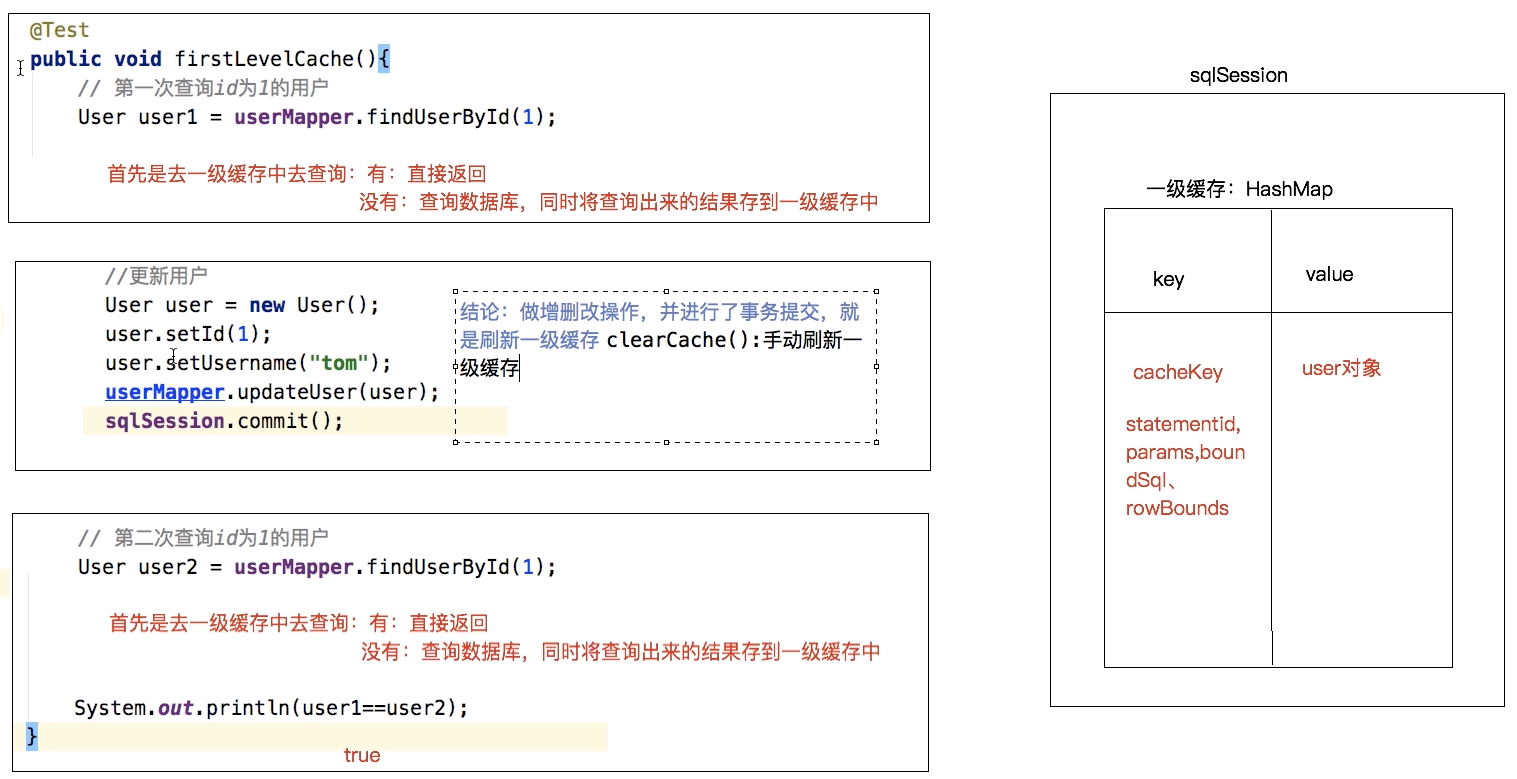 @Test
public void firstLevelCache(){
// 第一次查询id为1的用户
User user1 = userMapper.findUserById(1);
首先是去一级缓存中去查询：有：直接返回
没有：查询数据库，同时将查询出来的结果存到一级缓存中
//更新用户
User user = new User();
user.setId(1);
user.setUsername("tom");
userMapper.updateUser(user);
sqlSession.commit();
结论：做增删改操作，并进行了事务提交，就
是刷新一级缓存 clearCache():手动刷新一
级缓存
// 第二次查询id为1的用户
User user2 = userMapper.findUserById(1);
首先是去一级缓存中去查询：有：直接返回
没有：查询数据库，同时将查询出来的结果存到一级缓存中
System.out.println(user1==user2);
}
true
sqlSession
一级缓存：HashMap
key
value
cacheKey
user对象
statementid,
params,boun
dSql、
rowBounds